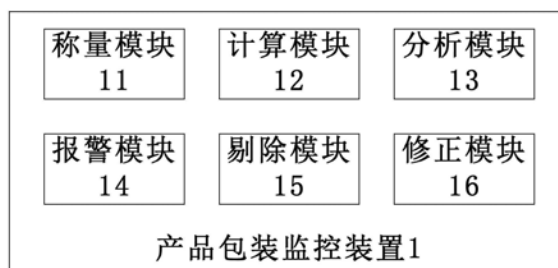 称量模块 计算模块 分析模块
11 12 13
报警模块 剔除模块 修正模块
14 15 16
产品包装监控装置1